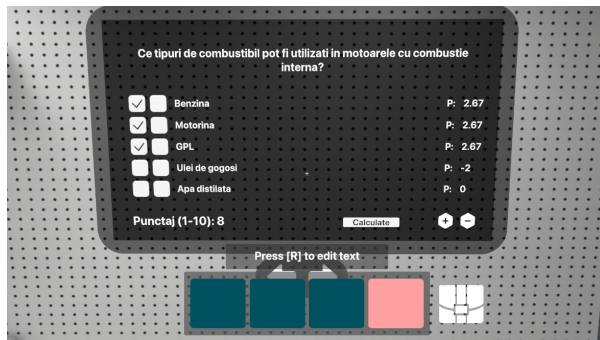 Ce tipuri de combustibil pot fi utilizati in motoarele cu combustie
interna?
Benzina P: 2.67
Motorina P: 2.67
GPL P: 2.67
Ulei de gogosi P: -2
Apa distilata P: 0
Punctaj (1-10): 8 Calculate + −
Press [R] to edit text